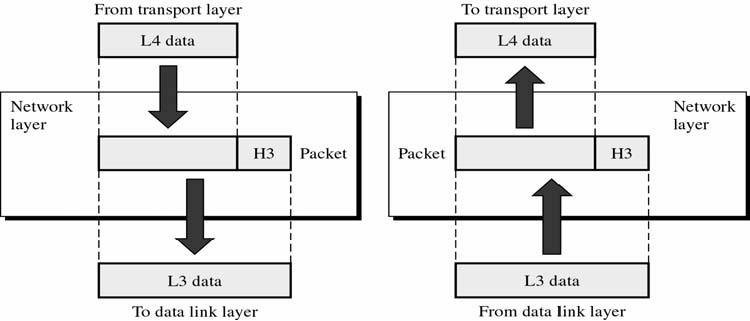 From transport layer
L4 data
Network
layer
H3
Packet
L3 data
To data link layer
To transport layer
L4 data
Network
layer
Packet
H3
L3 data
From data link layer